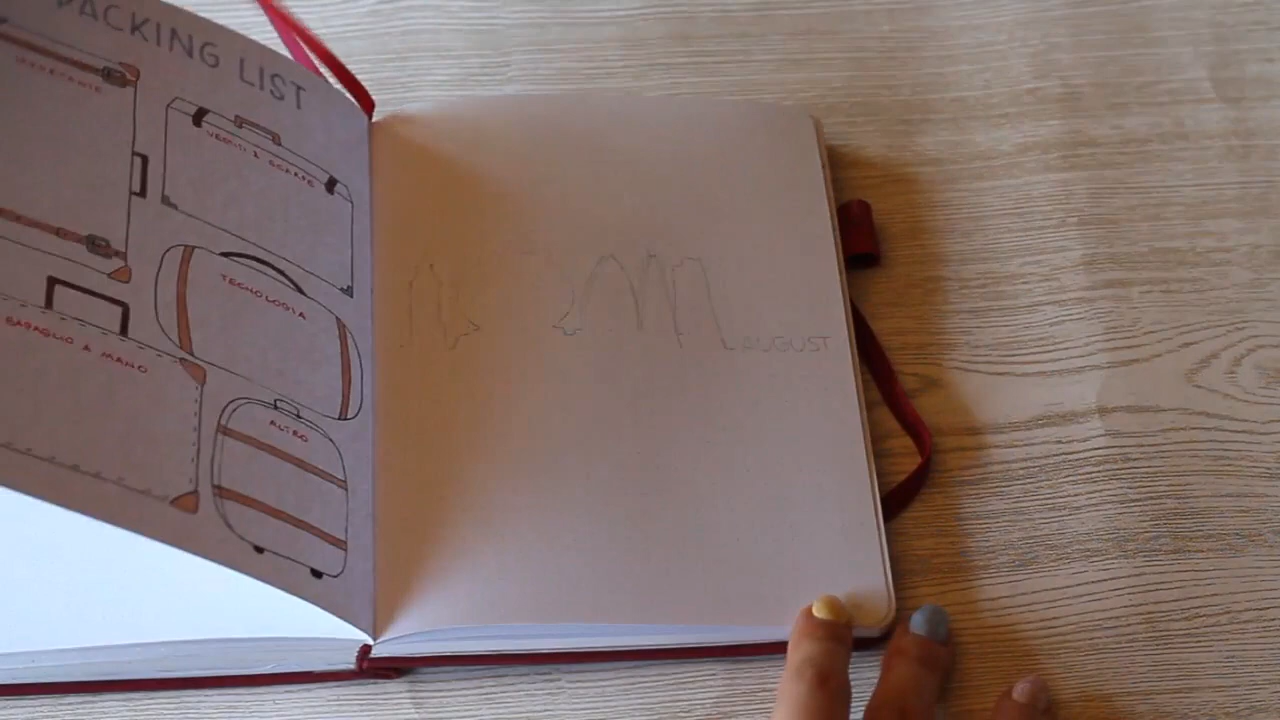 PACKING LIST
VESTITI E SCARPE
TECNOLOGIA
BAGAGLIO A MANO
ALTRO
AUGUST